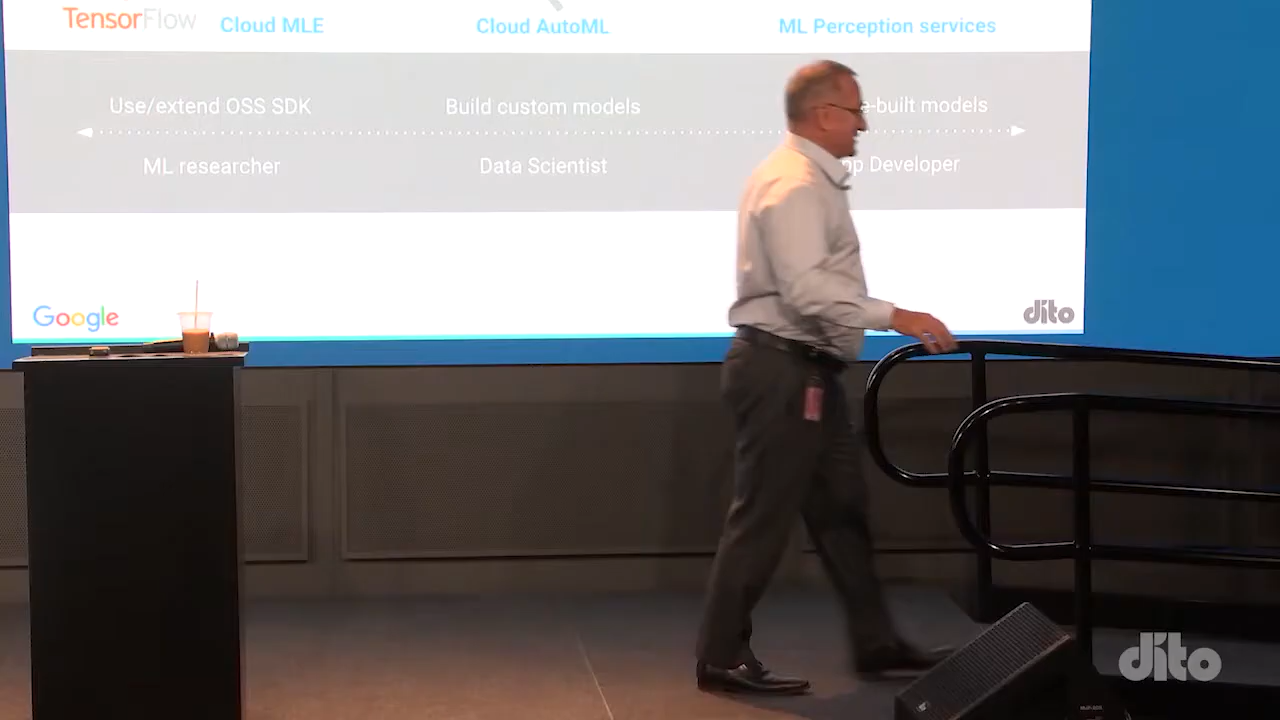 TensorFlow Cloud MLE Cloud AutoML ML Perception services
Use/extend OSS SDK Build custom models e-built models
ML researcher Data Scientist pp Developer
Google dito
dito